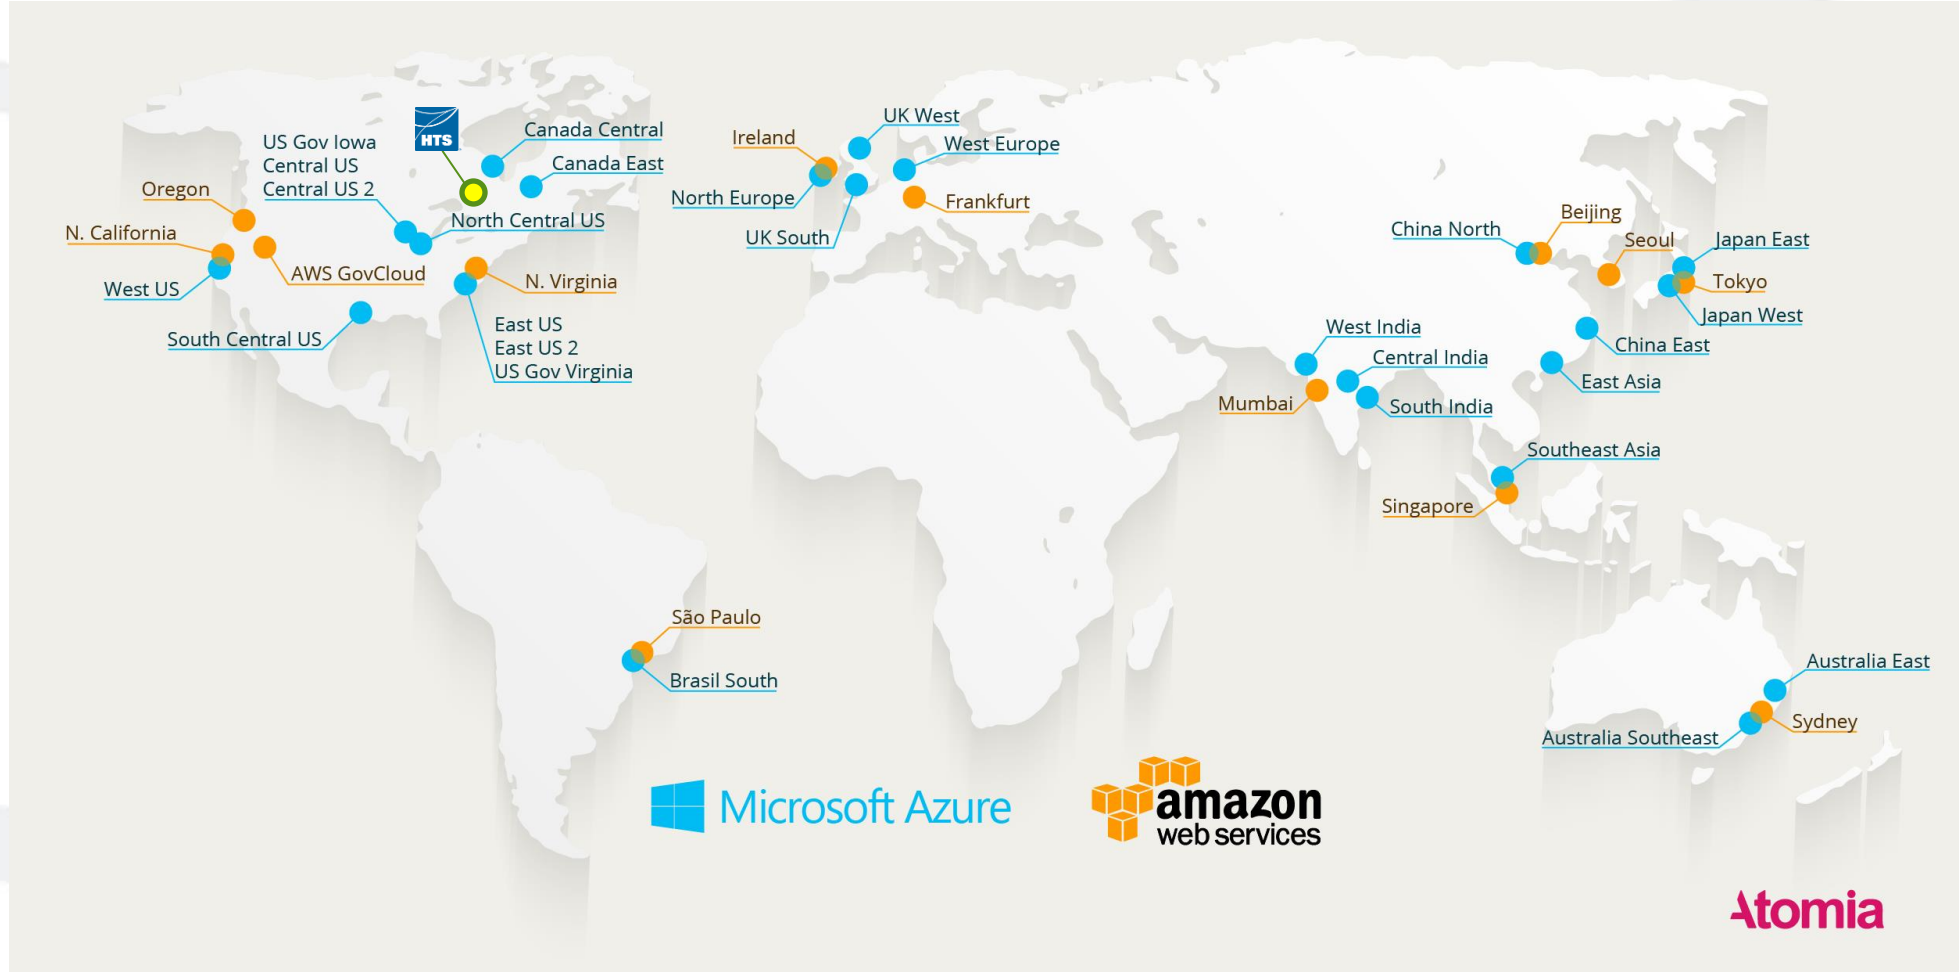 HTS
Canada Central
US Gov Iowa
Central US
Central US 2
Canada East
Oregon
North Central US
N. California
AWS GovCloud
West US
N. Virginia
South Central US
East US
East US 2
US Gov Virginia
UK West
Ireland
West Europe
North Europe
Frankfurt
UK South
Beijing
China North
Seoul
Japan East
Tokyo
Japan West
West India
China East
Central India
East Asia
Mumbai
South India
Southeast Asia
Singapore
São Paulo
Brasil South
Australia East
Sydney
Australia Southeast
Microsoft Azure
amazon
web services
Atomia